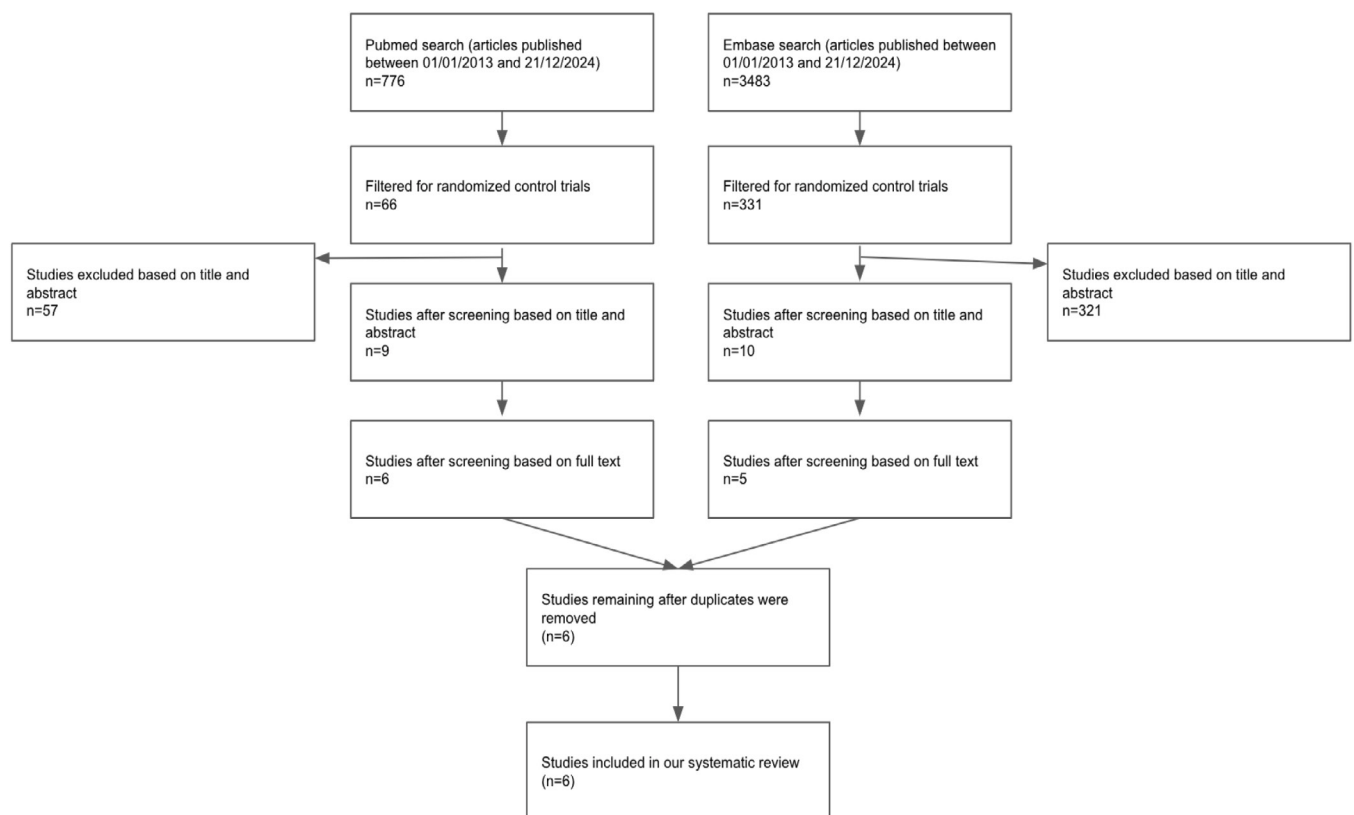 Pubmed search (articles published
between 01/01/2013 and 21/12/2024)
n=776
Embase search (articles published between
01/01/2013 and 21/12/2024)
n=3483
Filtered for randomized control trials
n=66
Filtered for randomized control trials
n=331
Studies excluded based on title and
abstract
n=57
Studies after screening based on title and
abstract
n=9
Studies after screening based on title and
abstract
n=10
Studies excluded based on title and
abstract
n=321
Studies after screening based on full text
n=6
Studies after screening based on full text
n=5
Studies remaining after duplicates were
removed
(n=6)
Studies included in our systematic review
(n=6)